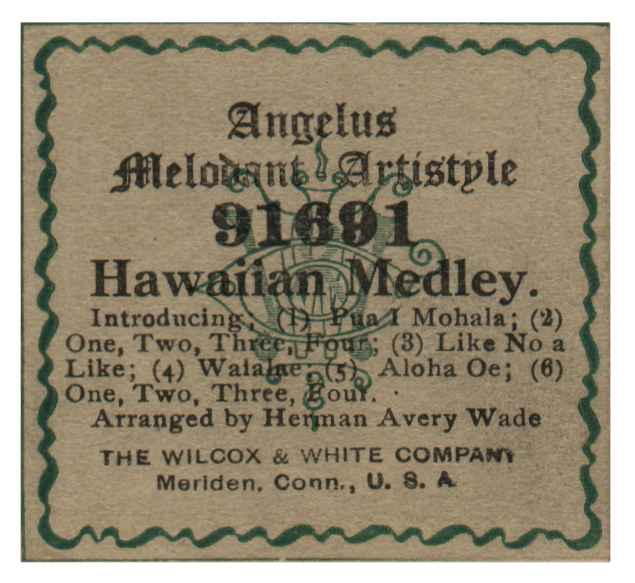 Angelus
Melodant Artistyle
91691
Hawaiian Medley.
Introducing, (1) Pua I Mohala; (2)
One, Two, Three, Four; (3) Like No a
Like; (4) Waialae; (5) Aloha Oe; (6)
One, Two, Three, Four.
Arranged by Herman Avery Wade
THE WILCOX & WHITE COMPANY
Meriden, Conn., U. S. A